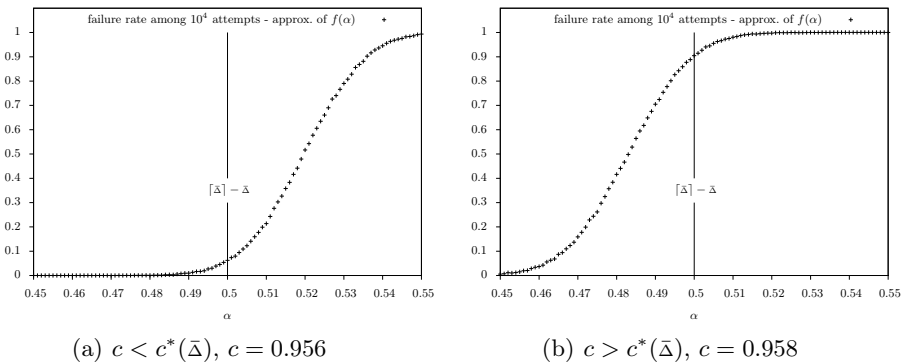 failure rate among 10⁴ attempts - approx. of f(α)
1
0.9
0.8
0.7
0.6
0.5
0.4
0.3
0.2
0.1
0
⌈Δ̄⌉ − Δ̄
0.45 0.46 0.47 0.48 0.49 0.5 0.51 0.52 0.53 0.54 0.55
α
(a) c < c*(Δ̄), c = 0.956
failure rate among 10⁴ attempts - approx. of f(α)
1
0.9
0.8
0.7
0.6
0.5
0.4
0.3
0.2
0.1
0
⌈Δ̄⌉ − Δ̄
0.45 0.46 0.47 0.48 0.49 0.5 0.51 0.52 0.53 0.54 0.55
α
(b) c > c*(Δ̄), c = 0.958